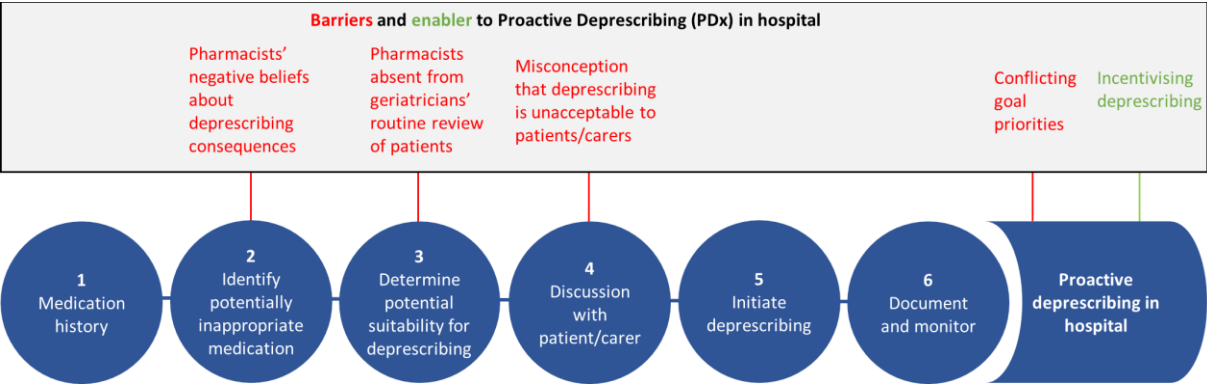 Barriers and enabler to Proactive Deprescribing (PDx) in hospital
Pharmacists'
negative beliefs
about
deprescribing
consequences
Pharmacists
absent from
geriatricians'
routine review
of patients
Misconception
that deprescribing
is unacceptable to
patients/carers
Conflicting
goal
priorities
Incentivising
deprescribing
1
Medication
history
2
Identify
potentially
inappropriate
medication
3
Determine
potential
suitability for
deprescribing
4
Discussion
with
patient/carer
5
Initiate
deprescribing
6
Document
and monitor
Proactive
deprescribing in
hospital